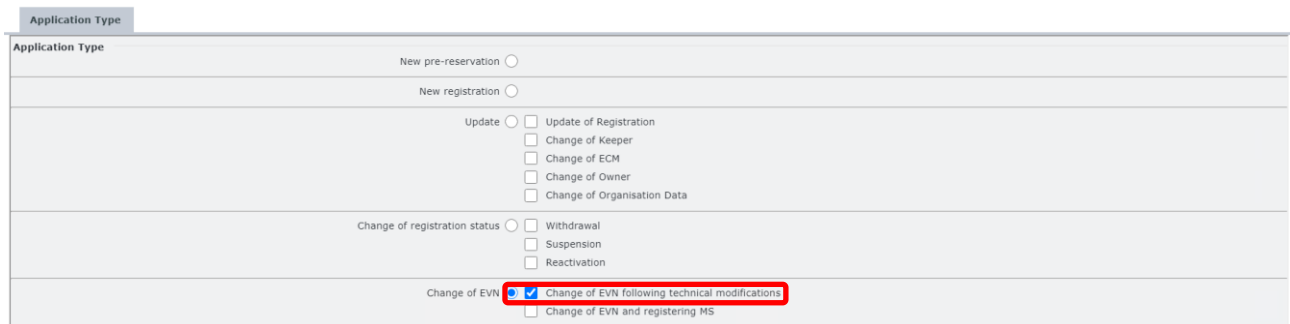 Application Type
Application Type
New pre-reservation
New registration
Update Update of Registration
Change of Keeper
Change of ECM
Change of Owner
Change of Organisation Data
Change of registration status Withdrawal
Suspension
Reactivation
Change of EVN Change of EVN following technical modifications
Change of EVN and registering MS